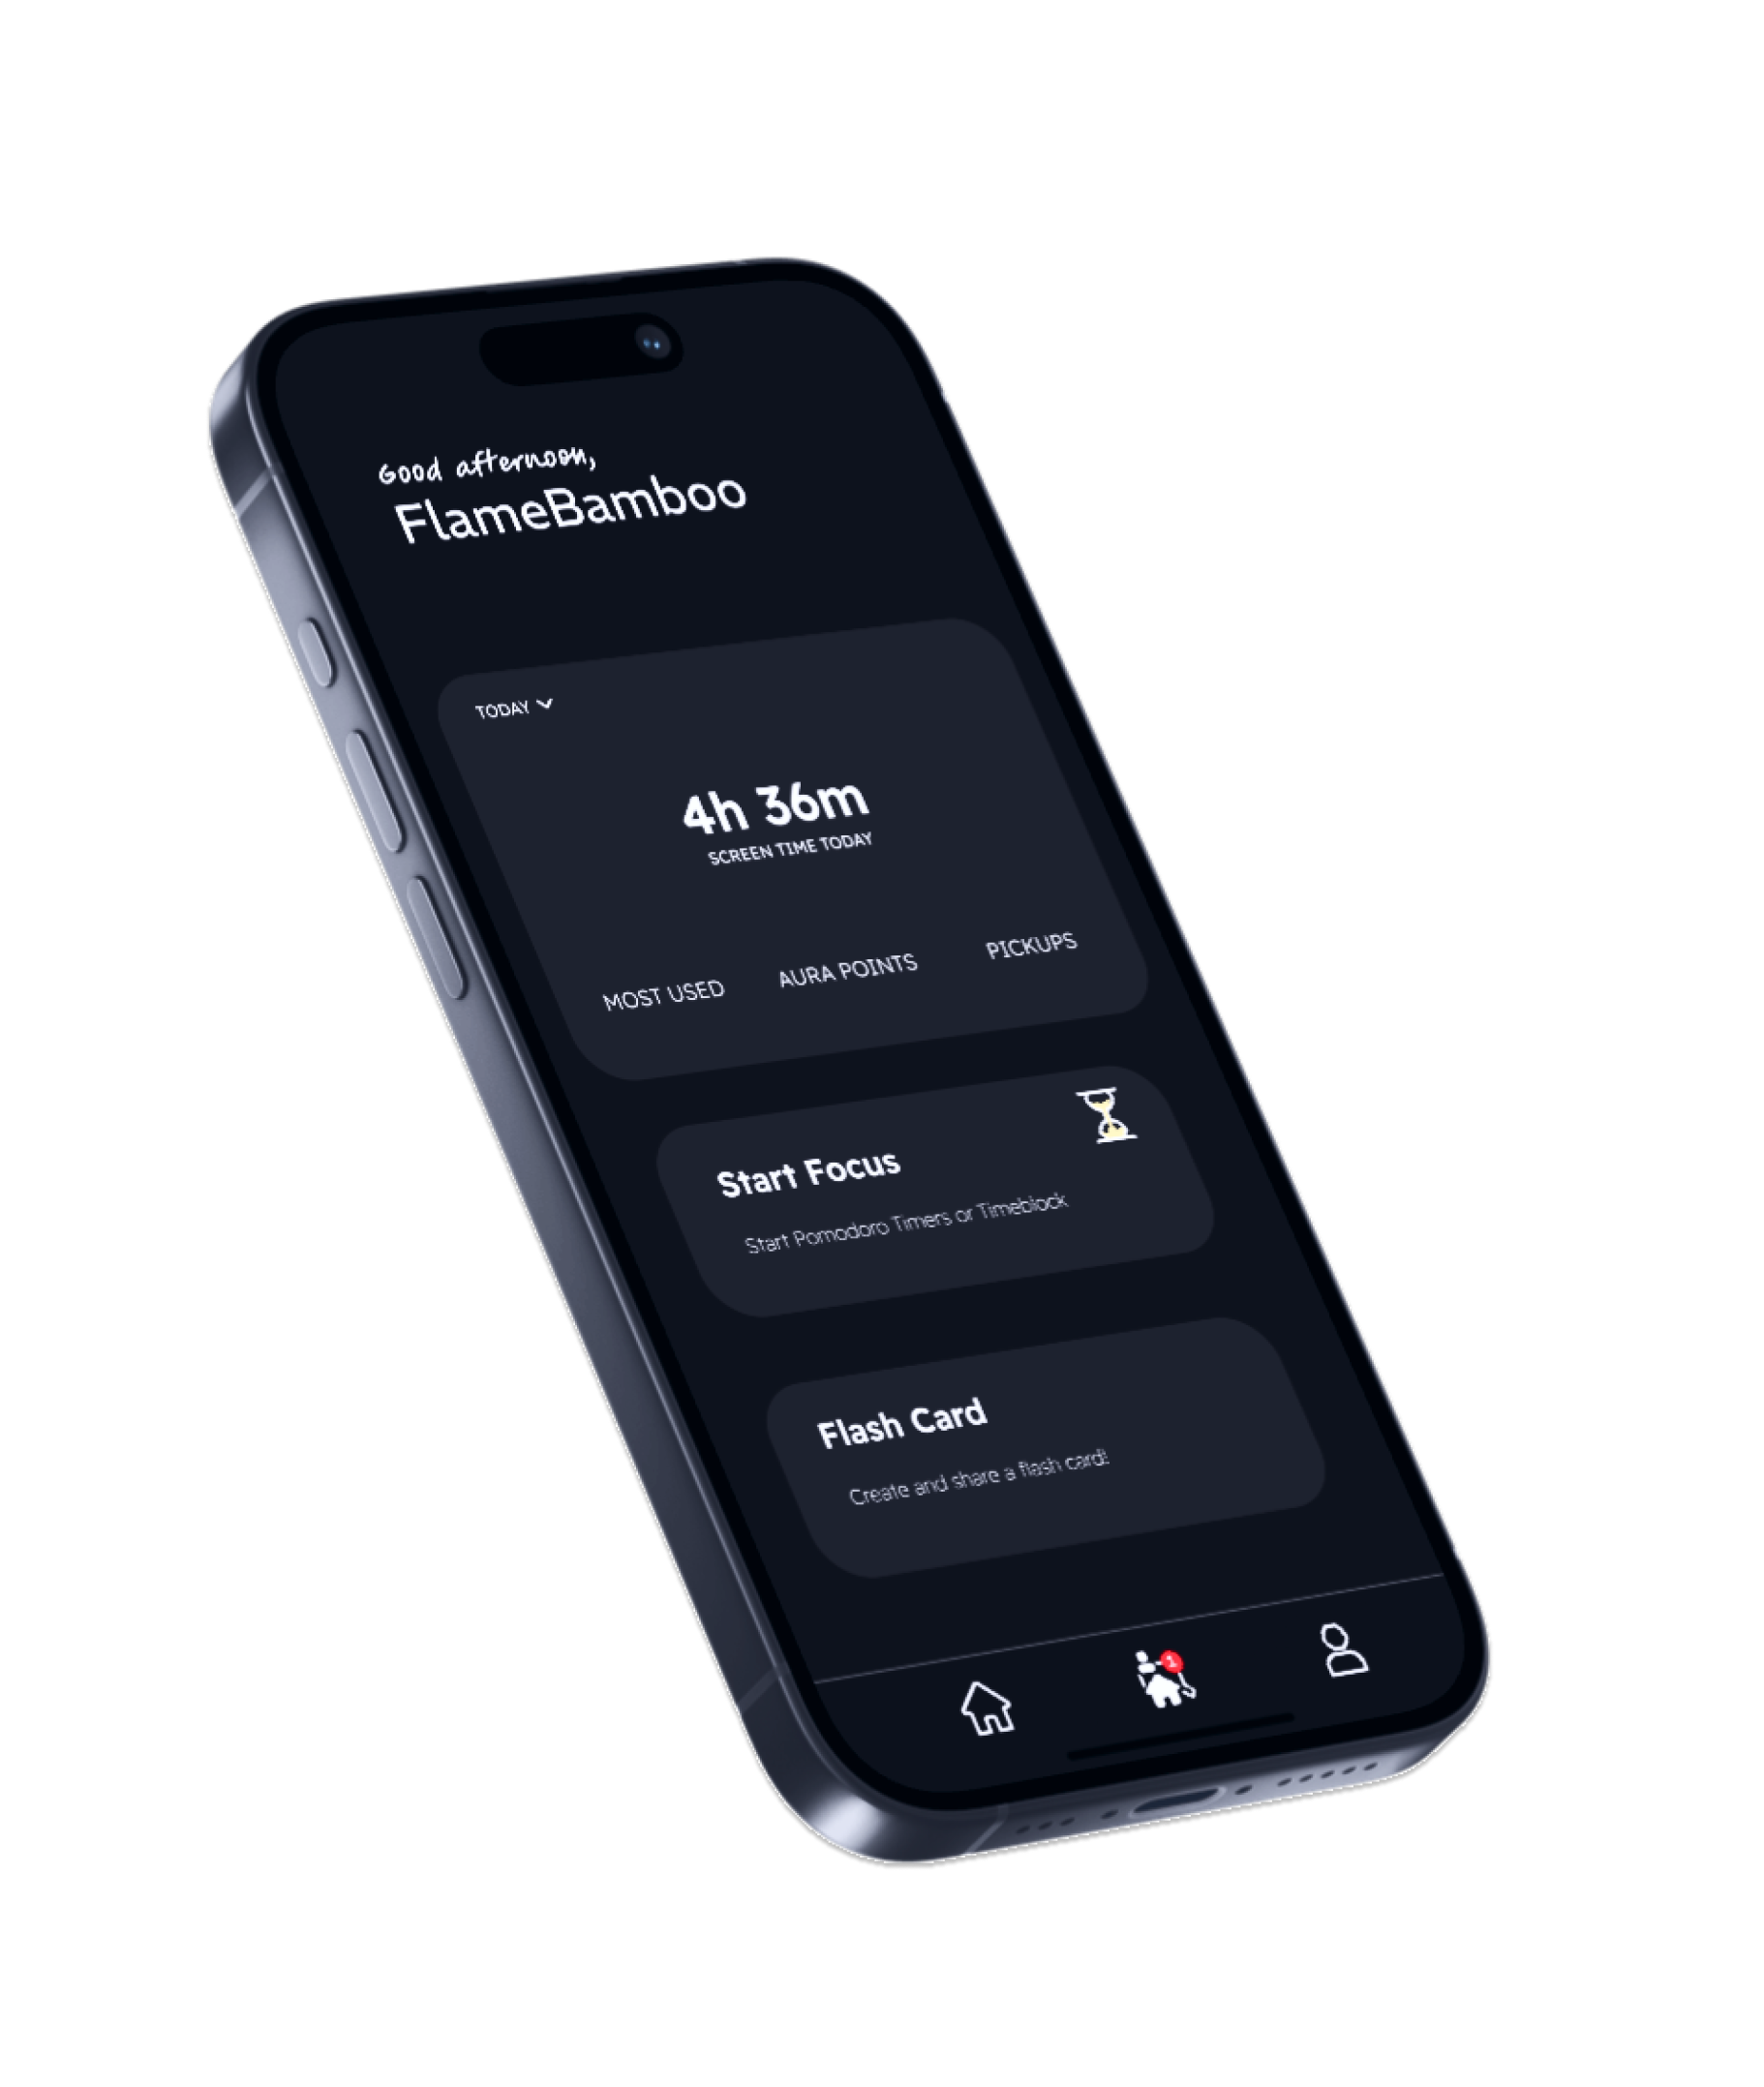 Good afternoon,
FlameBamboo
TODAY
4h 36m
SCREEN TIME TODAY
MOST USED AURA POINTS PICKUPS
Start Focus
Start Pomodoro Timers or Timeblock
Flash Card
Create and share a flash card!
1